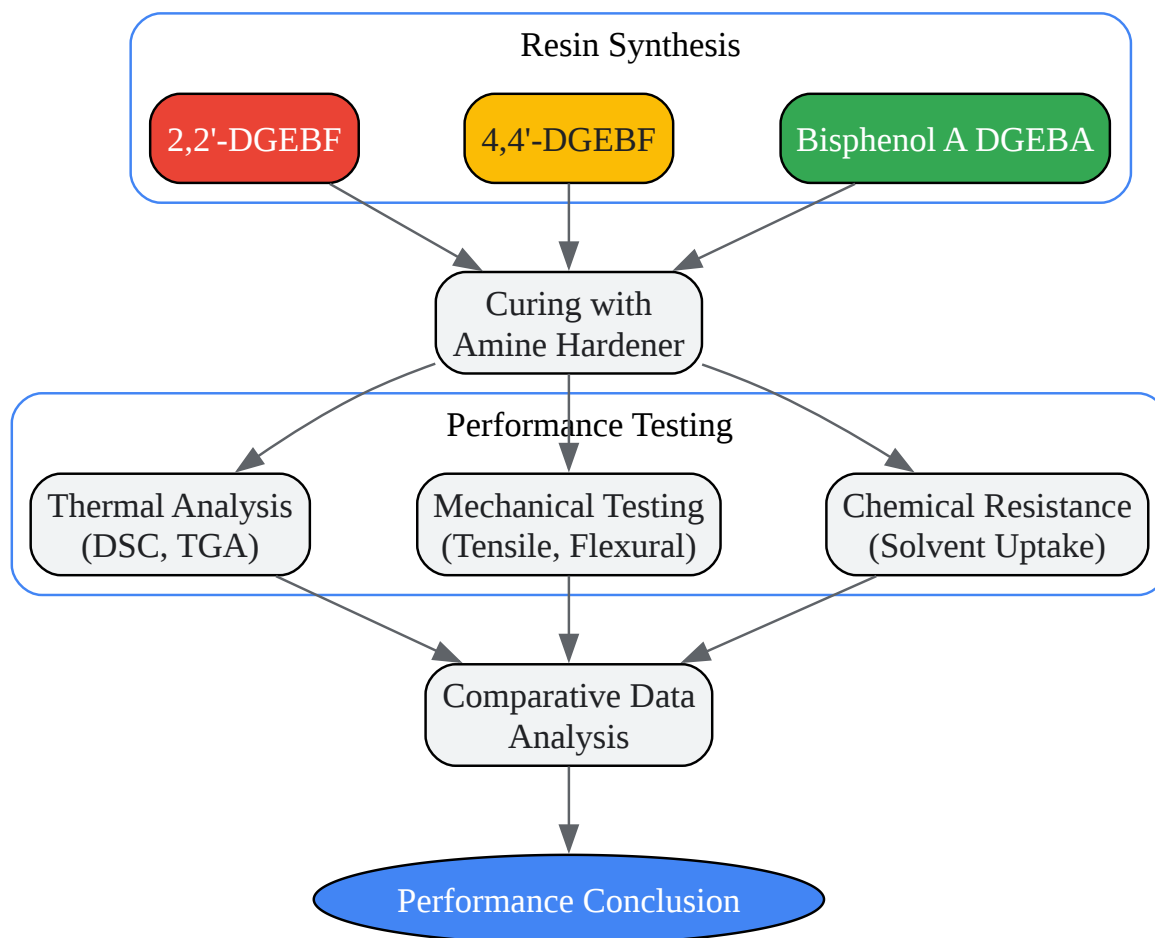 Resin Synthesis
2,2'-DGEBF
4,4'-DGEBF
Bisphenol A DGEBA
Curing with
Amine Hardener
Performance Testing
Thermal Analysis
(DSC, TGA)
Mechanical Testing
(Tensile, Flexural)
Chemical Resistance
(Solvent Uptake)
Comparative Data
Analysis
Performance Conclusion